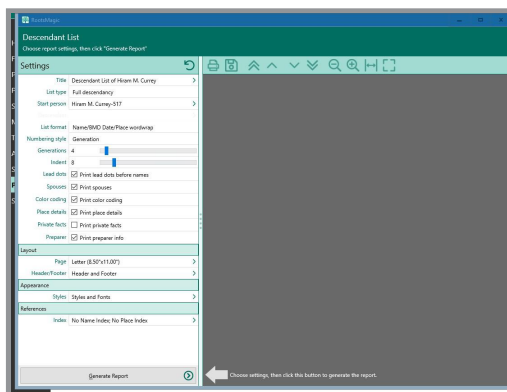 RootsMagic
Descendant List
Choose report settings, then click "Generate Report"
Settings
Title Descendant List of Hiram M. Currey
List type Full descendancy
Start person Hiram M. Currey-517
List format Name/BMD Date/Place wordwrap
Numbering style Generation
Generations 4
Indent 8
Lead dots Print lead dots before names
Spouses Print spouses
Color coding Print color coding
Place details Print place details
Private facts Print private facts
Preparer Print preparer info
Layout
Page Letter (8.50"x11.00")
Header/Footer Header and Footer
Appearance
Styles Styles and Fonts
References
Index No Name Index; No Place Index
Generate Report
Choose settings, then click this button to generate the report.